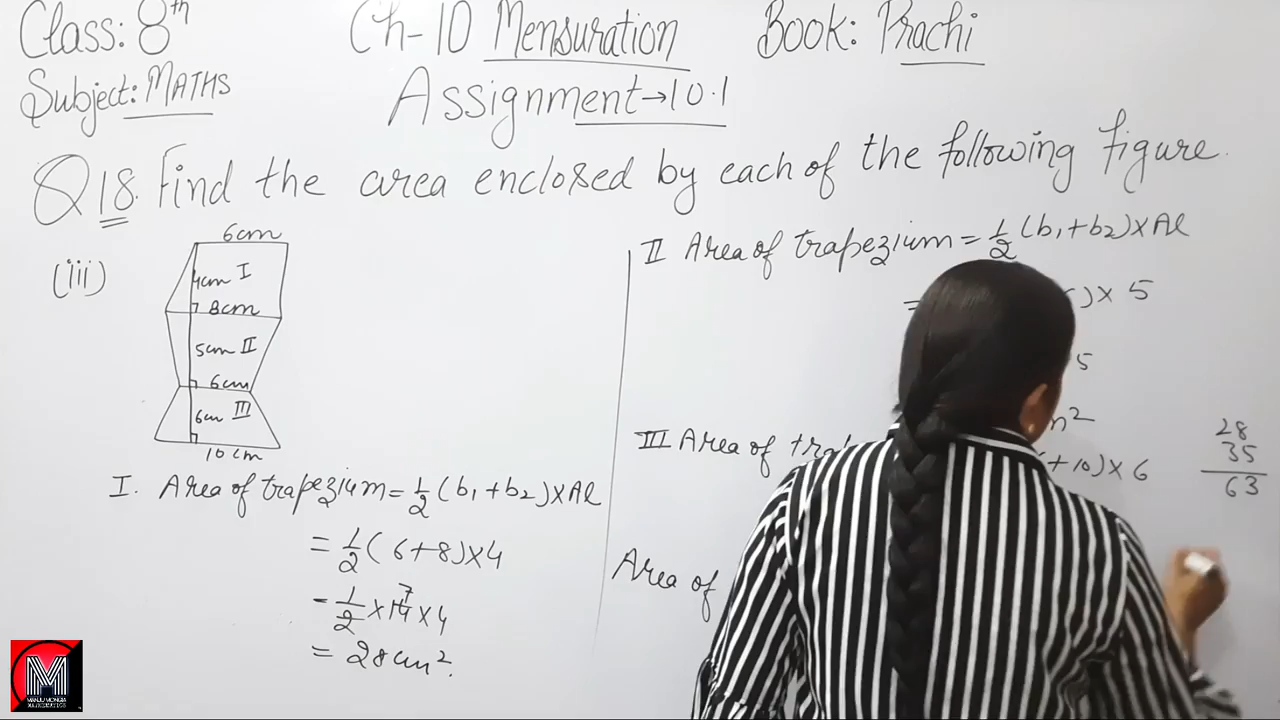 Class: 8th
Ch-10 Mensuration
Book: Prachi
Subject: MATHS
Assignment→10.1
Q18. Find the area enclosed by each of the following figure.
(iii)
6cm
4cm I
8cm
5cm II
6cm
6cm III
10cm
I. Area of trapezium = 1/2 (b1+b2)×Al
= 1/2 (6+8)×4
- 1/2 ×14 7 ×4
= 28cm².
II Area of trapezium = 1/2 (b1+b2)×Al
=
)× 5
5
m²
III Area of
+10)×6
Area of
28
35
63
M